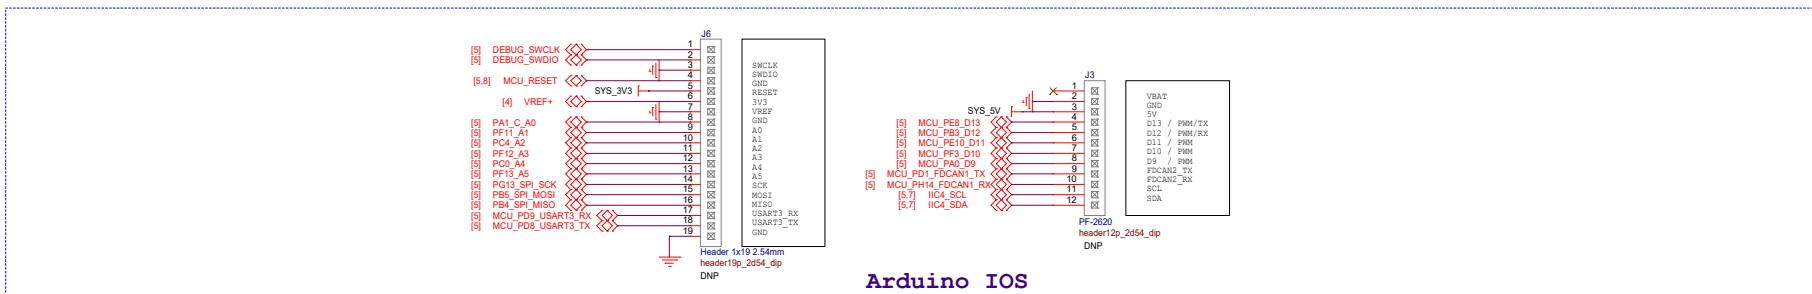 J6
[5] DEBUG_SWCLK 1
[5] DEBUG_SWDIO 2
3
[5,8] MCU_RESET 4
SYS_3V3 5
[4] VREF+ 6
7
[5] PA1_C_A0 8
[5] PF11_A1 9
[5] PC4_A2 10
[5] PF12_A3 11
[5] PC0_A4 12
[5] PF13_A5 13
[5] PG13_SPI_SCK 14
[5] PB5_SPI_MOSI 15
[5] PB4_SPI_MISO 16
[5] MCU_PD9_USART3_RX 17
[5] MCU_PD8_USART3_TX 18
19
SWCLK
SWDIO
GND
RESET
3V3
VREF
GND
A0
A1
A2
A3
A4
A5
SCK
MOSI
MISO
USART3_RX
USART3_TX
GND
Header 1x19 2.54mm
header19p_2d54_dip
DNP
J3
1
2
SYS_5V 3
[5] MCU_PE8_D13 4
[5] MCU_PB3_D12 5
[5] MCU_PE10_D11 6
[5] MCU_PF3_D10 7
[5] MCU_PA0_D9 8
[5] MCU_PD1_FDCAN1_TX 9
[5] MCU_PH14_FDCAN1_RX 10
[5,7] IIC4_SCL 11
[5,7] IIC4_SDA 12
VBAT
GND
5V
D13 / PWM/TX
D12 / PWM/RX
D11 / PWM
D10 / PWM
D9 / PWM
FDCAN2_TX
FDCAN2_RX
SCL
SDA
PF-2620
header12p_2d54_dip
DNP
Arduino IOS